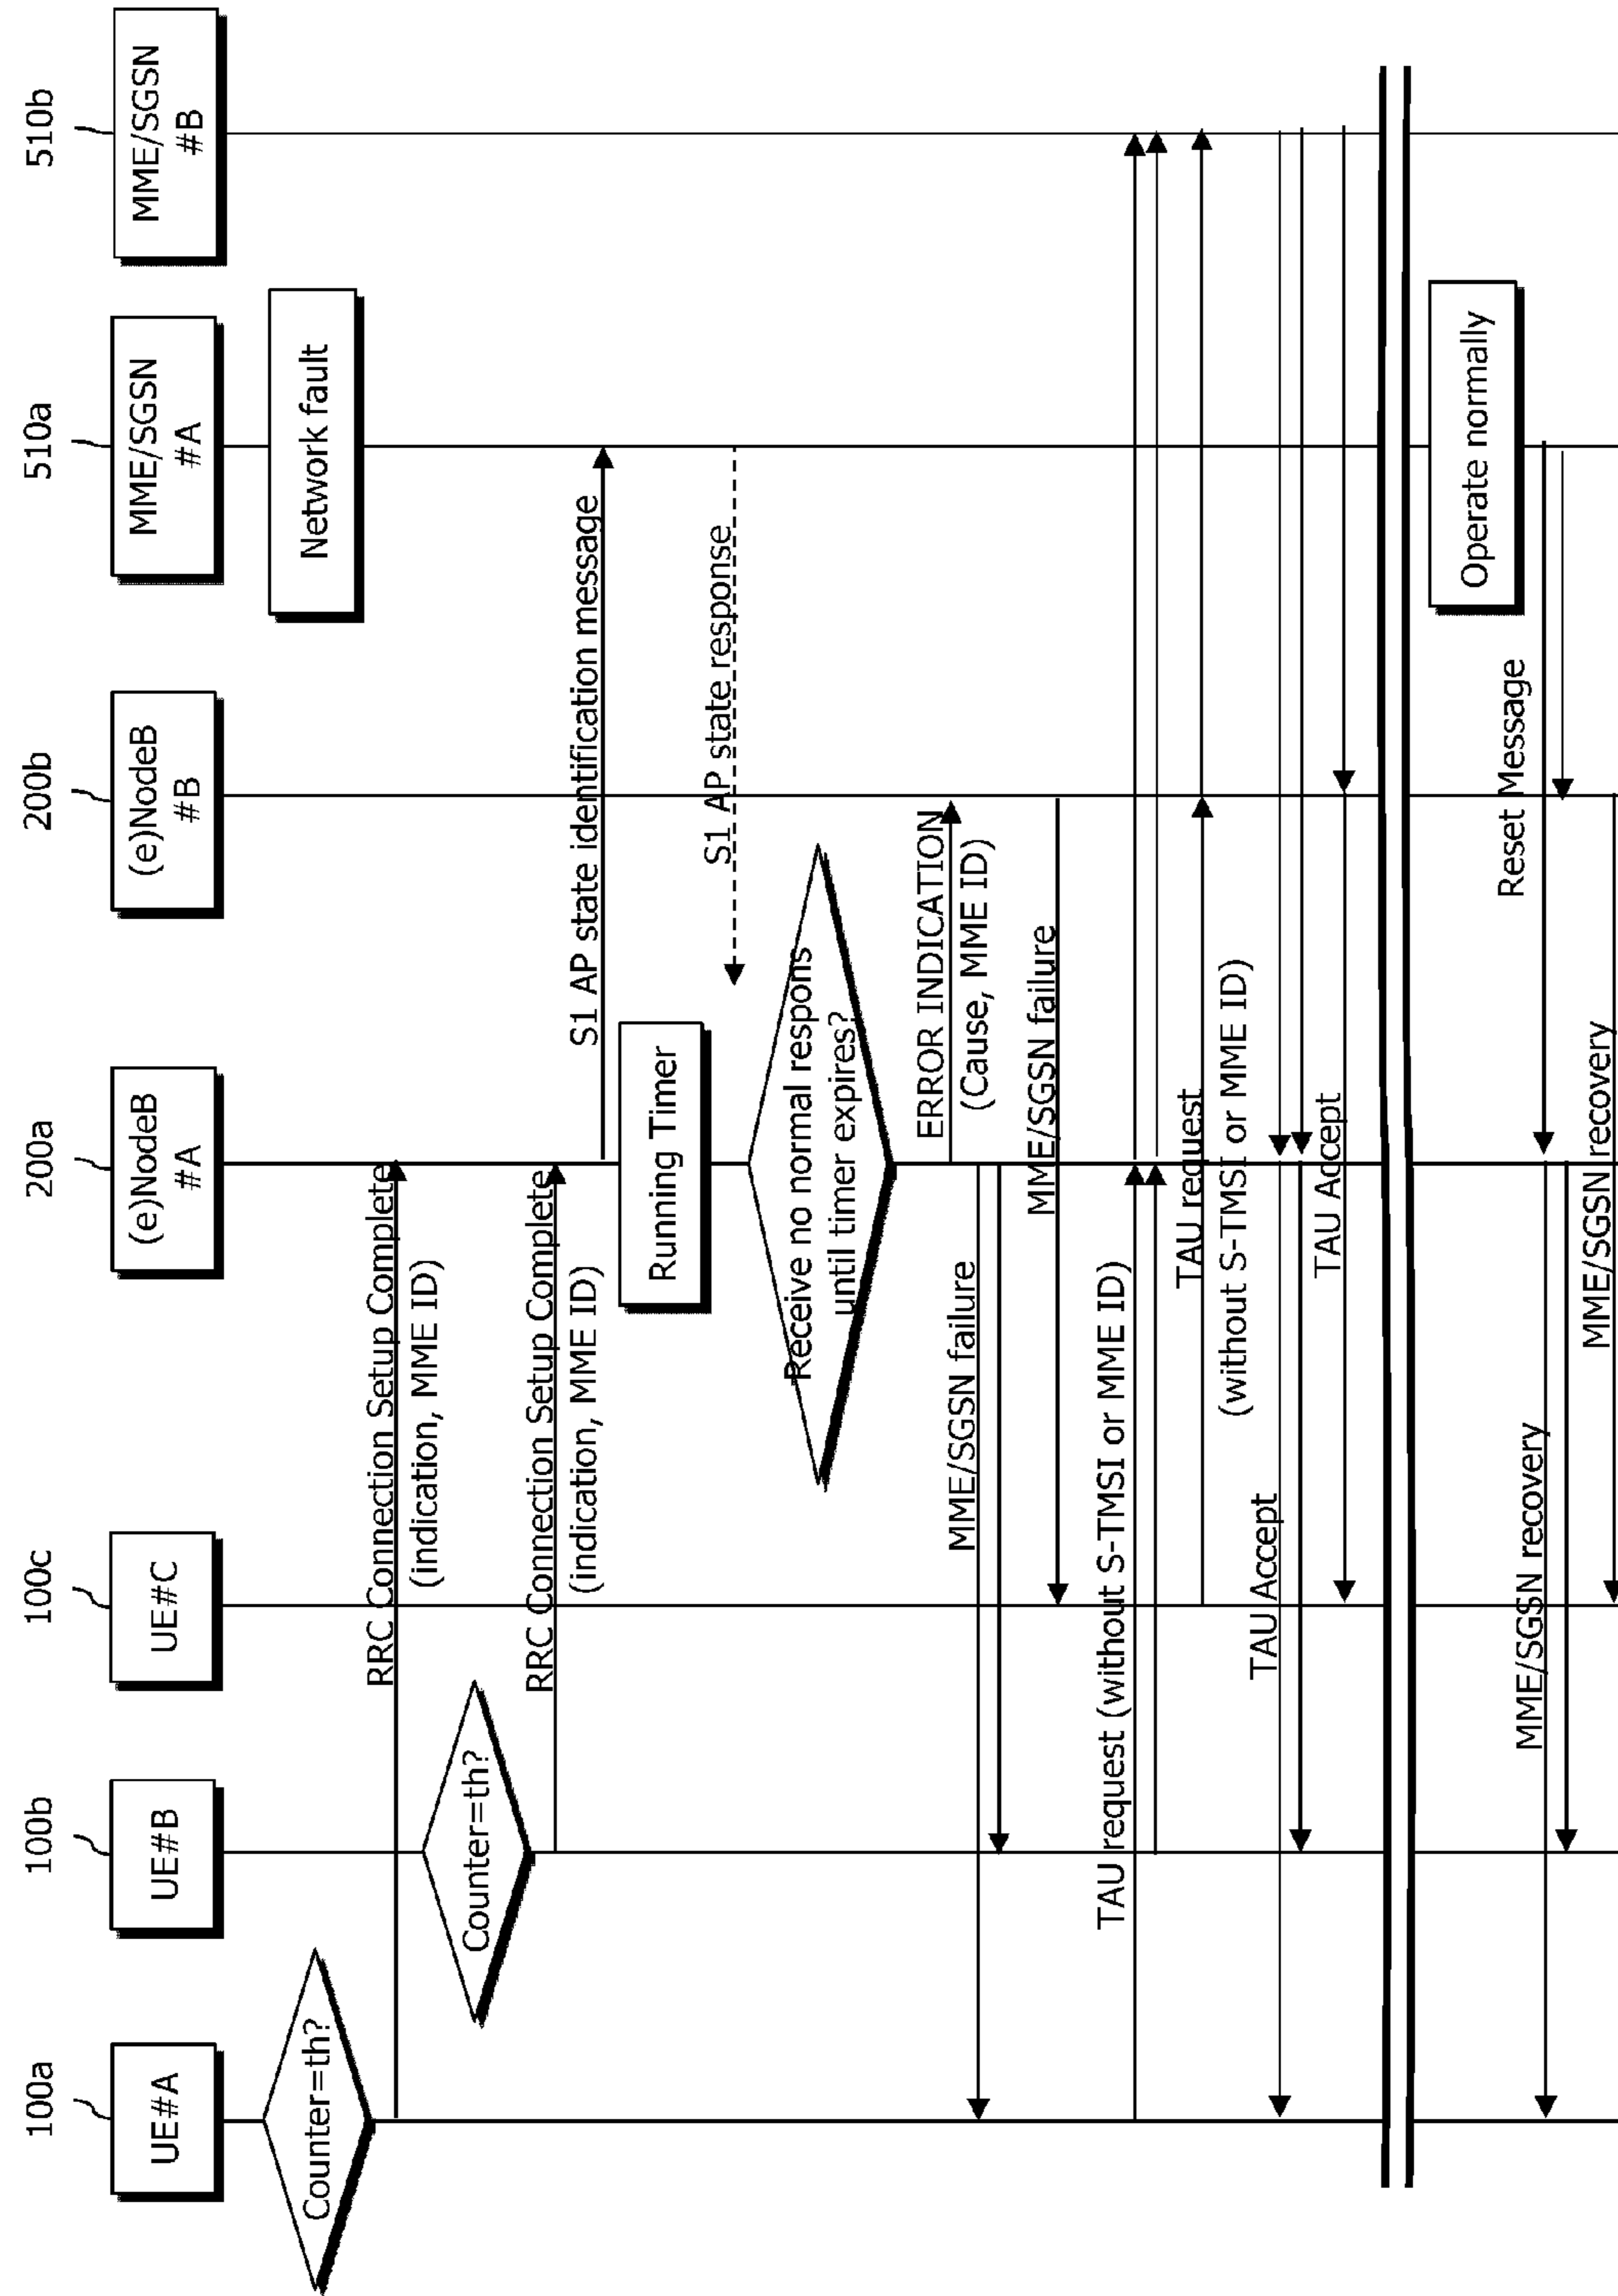 100a
100b
100c
200a
200b
510a
510b
UE#A
UE#B
UE#C
(e)NodeB
#A
(e)NodeB
#B
MME/SGSN
#A
MME/SGSN
#B
Counter=th?
Network fault
RRC Connection Setup Complete
(indication, MME ID)
Counter=th?
RRC Connection Setup Complete
(indication, MME ID)
S1 AP state identification message
Running Timer
S1 AP state response
Receive no normal respons
until timer expires?
ERROR INDICATION
(Cause, MME ID)
MME/SGSN failure
MME/SGSN failure
TAU request (without S-TMSI or MME ID)
TAU request
(without S-TMSI or MME ID)
TAU Accept
TAU Accept
Operate normally
Reset Message
MME/SGSN recovery
MME/SGSN recovery